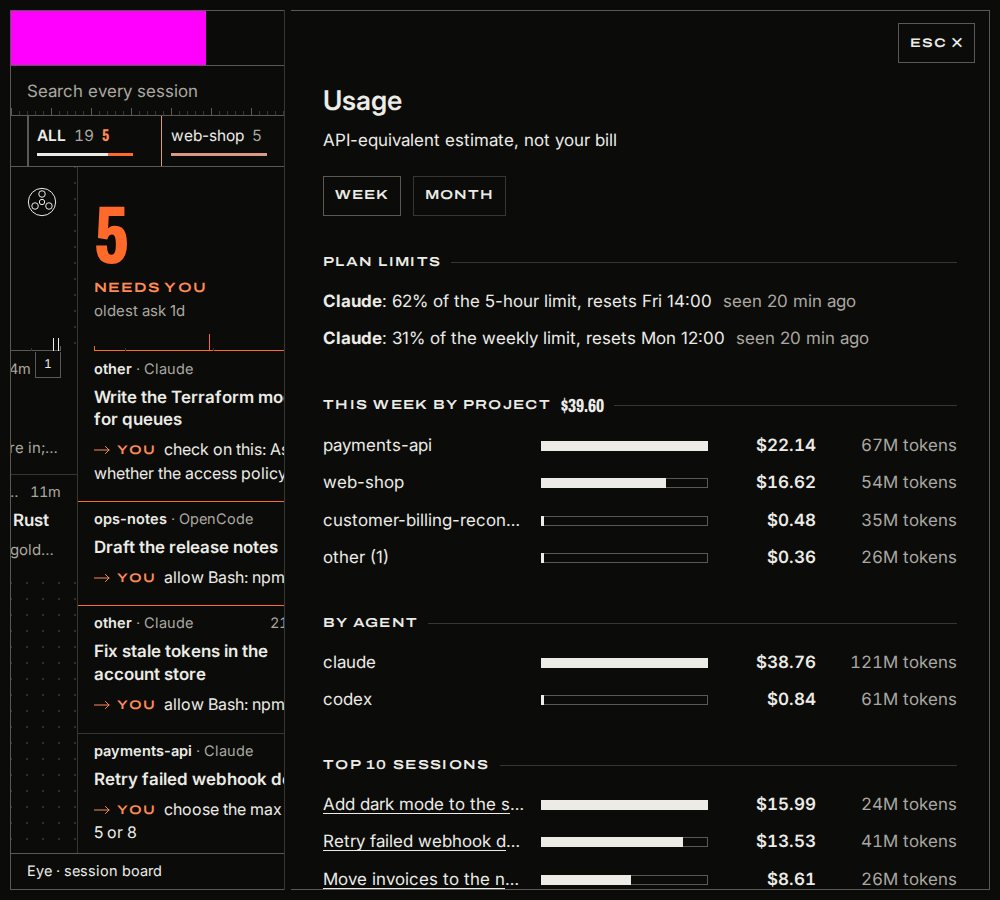 Search every session
ALL 19 5
web-shop 5
4m 1
re in;...
.. 11m
Rust
gold...
5
NEEDS YOU
oldest ask 1d
other · Claude
Write the Terraform mo
for queues
→ YOU check on this: As
whether the access policy
ops-notes · OpenCode
Draft the release notes
→ YOU allow Bash: npm
other · Claude 21
Fix stale tokens in the
account store
→ YOU allow Bash: npm
payments-api · Claude
Retry failed webhook de
→ YOU choose the max
5 or 8
Eye · session board
ESC ✕
Usage
API-equivalent estimate, not your bill
WEEK MONTH
PLAN LIMITS
Claude: 62% of the 5-hour limit, resets Fri 14:00 seen 20 min ago
Claude: 31% of the weekly limit, resets Mon 12:00 seen 20 min ago
THIS WEEK BY PROJECT $39.60
payments-api $22.14 67M tokens
web-shop $16.62 54M tokens
customer-billing-recon... $0.48 35M tokens
other (1) $0.36 26M tokens
BY AGENT
claude $38.76 121M tokens
codex $0.84 61M tokens
TOP 10 SESSIONS
Add dark mode to the s... $15.99 24M tokens
Retry failed webhook d... $13.53 41M tokens
Move invoices to the n... $8.61 26M tokens